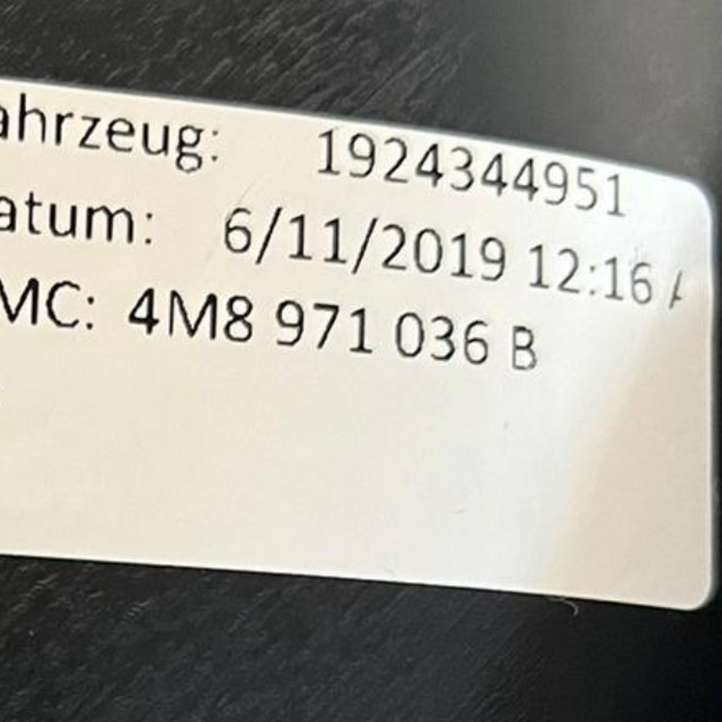 ahrzeug: 1924344951
atum: 6/11/2019 12:16 A
MC: 4M8 971 036 B